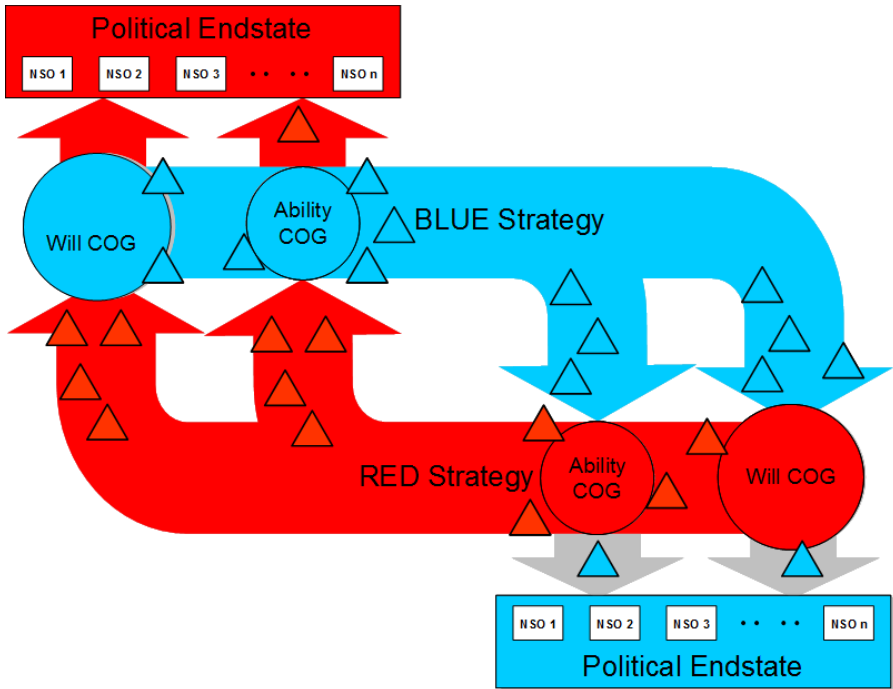 Political Endstate
NSO 1 NSO 2 NSO 3 •• •• NSO n
Will COG
Ability
COG
BLUE Strategy
RED Strategy
Ability
COG
Will COG
NSO 1 NSO 2 NSO 3 •• •• NSO n
Political Endstate